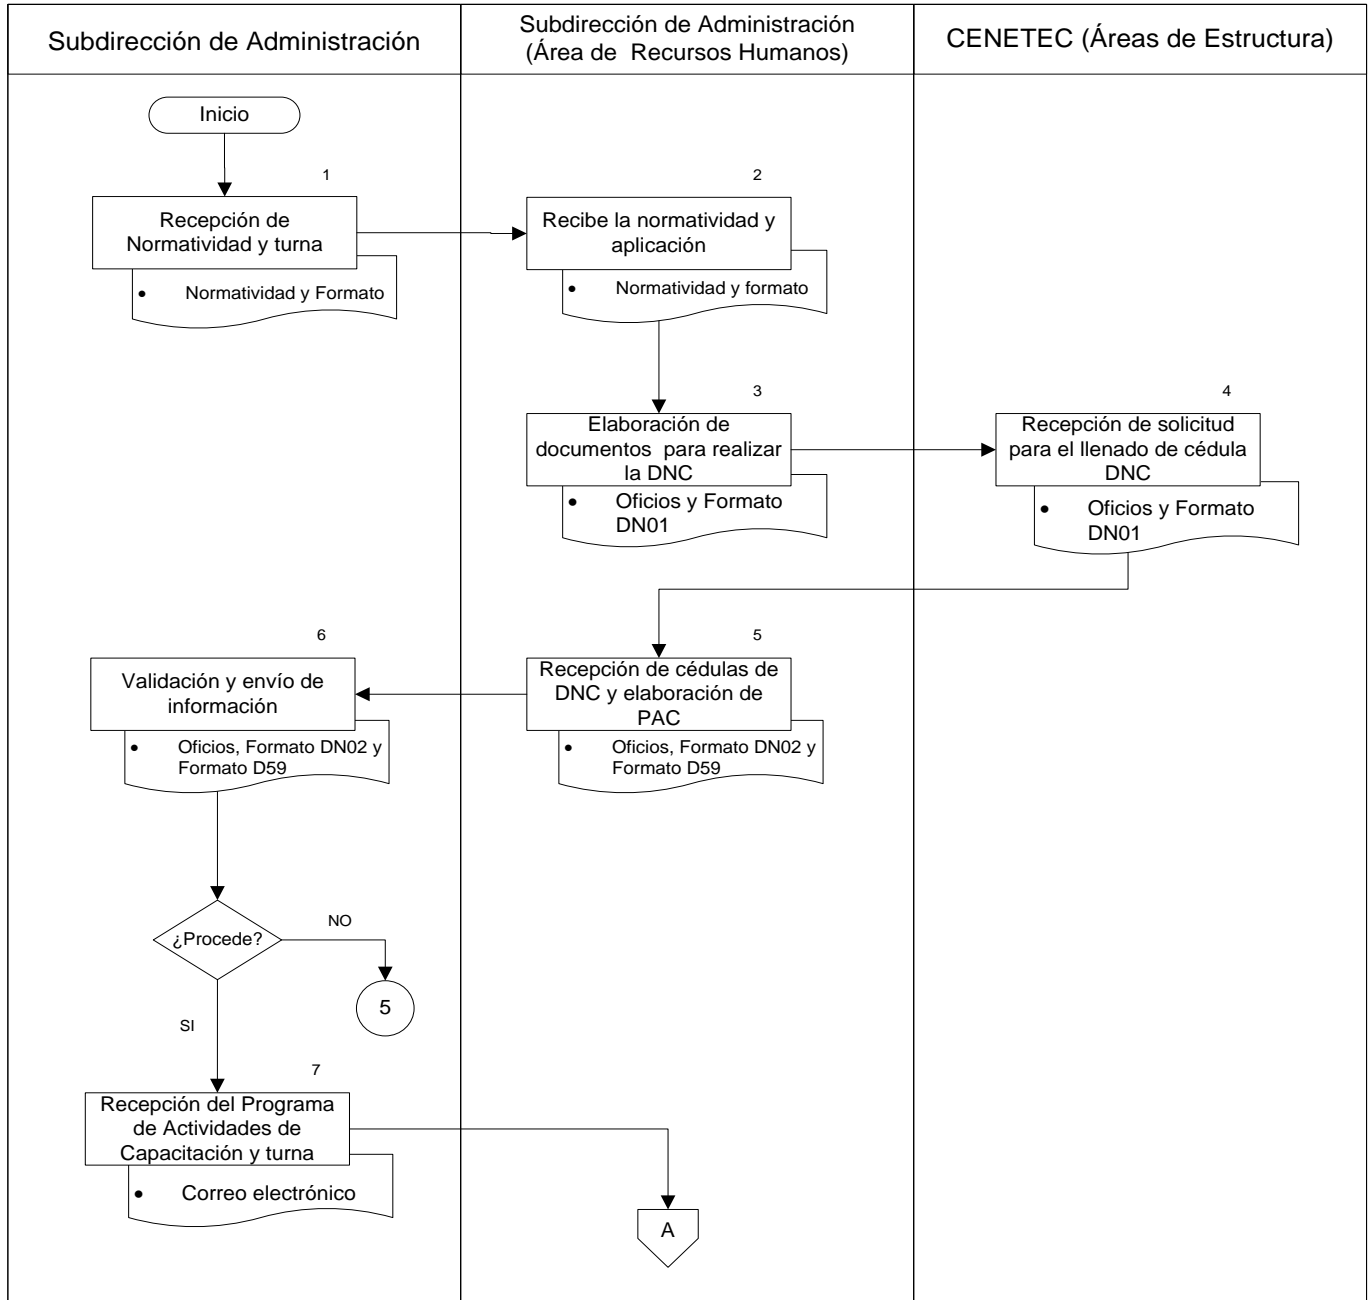 Subdirección de Administración
Subdirección de Administración
(Área de Recursos Humanos)
CENETEC (Áreas de Estructura)
Inicio
1
Recepción de
Normatividad y turna
• Normatividad y Formato
2
Recibe la normatividad y
aplicación
• Normatividad y formato
3
Elaboración de
documentos para realizar
la DNC
• Oficios y Formato
DN01
4
Recepción de solicitud
para el llenado de cédula
DNC
• Oficios y Formato
DN01
5
Recepción de cédulas de
DNC y elaboración de
PAC
• Oficios, Formato DN02 y
Formato D59
6
Validación y envío de
información
• Oficios, Formato DN02 y
Formato D59
¿Procede?
NO
5
SI
7
Recepción del Programa
de Actividades de
Capacitación y turna
• Correo electrónico
A